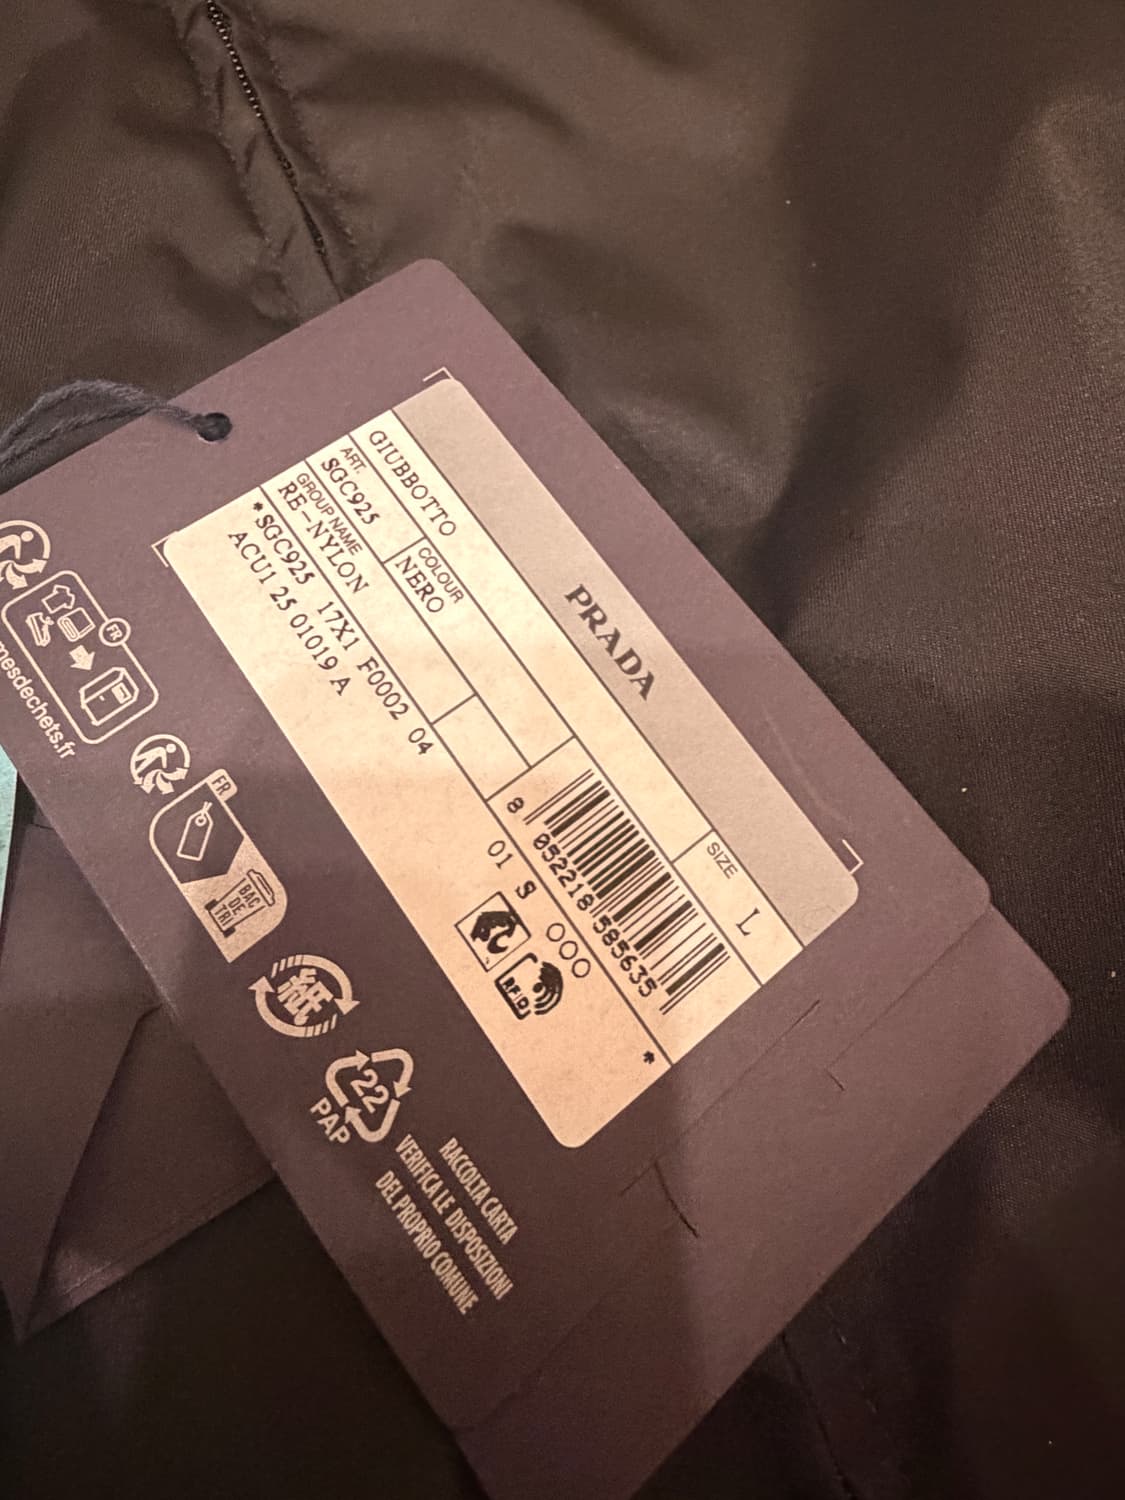 PRADA
GIUBBOTTO
SIZE
L
ART.
SGC925
COLOUR
NERO
GROUP NAME
RE-NYLON
8 052218 585635
*SGC925 17X1 F0002 04
01 S 000 *
ACU1 25 01019 A
RFID
FR
mesdechets.fr
FR
BAC
DE
TRI
紙
22
PAP
RACCOLTA CARTA
VERIFICA LE DISPOSIZIONI
DEL PROPRIO COMUNE